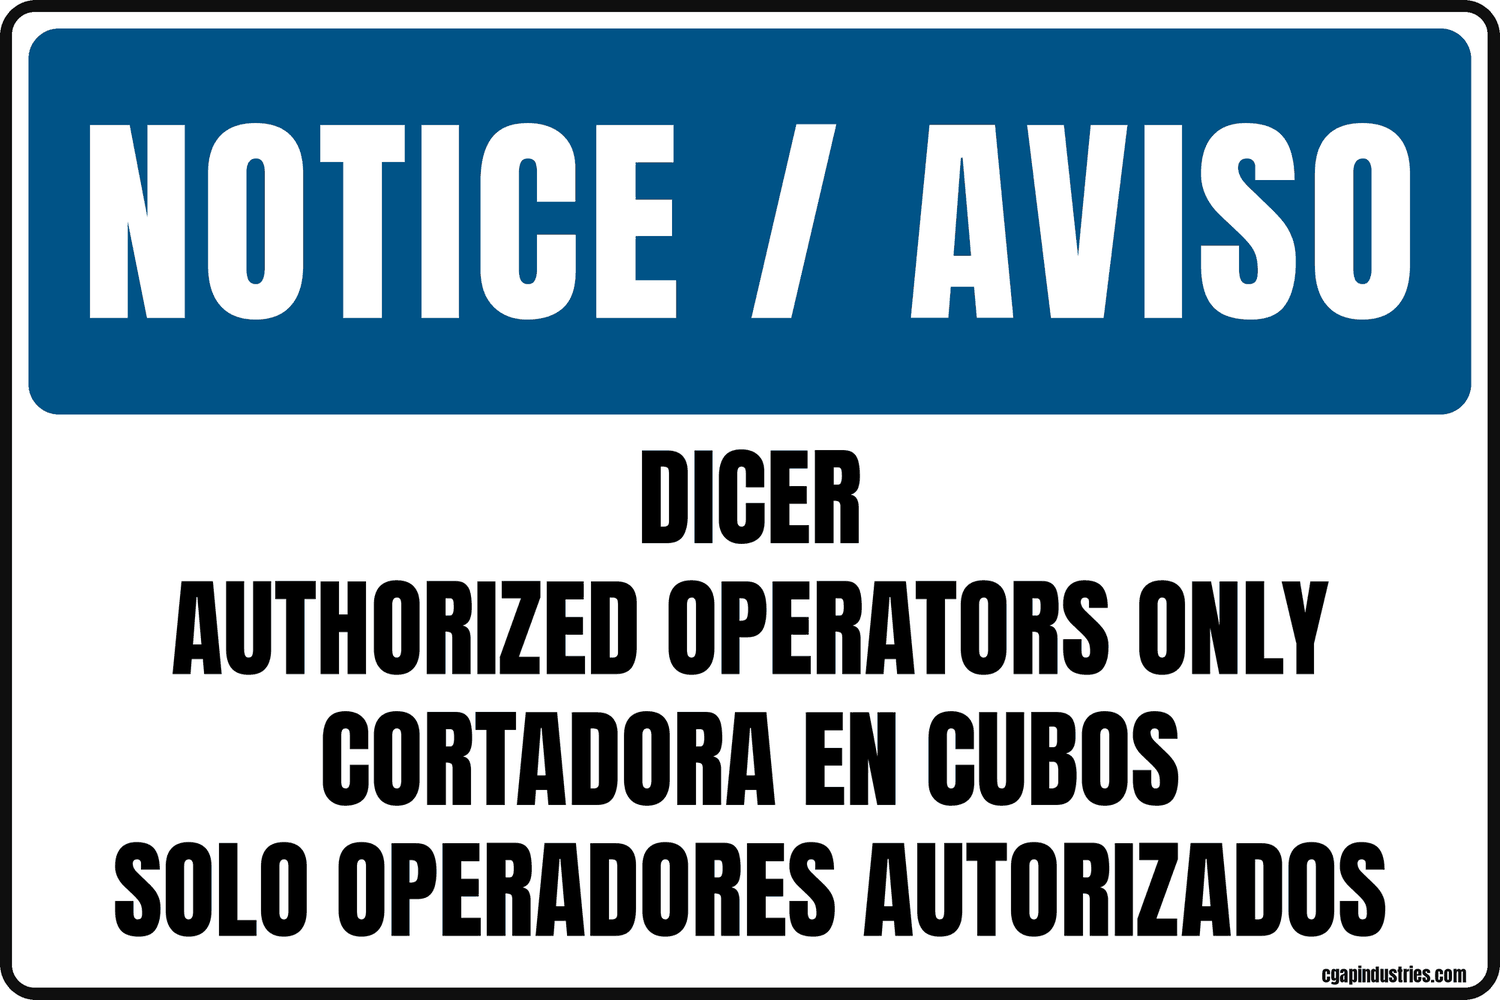 NOTICE / AVISO
DICER
AUTHORIZED OPERATORS ONLY
CORTADORA EN CUBOS
SOLO OPERADORES AUTORIZADOS
cgapindustries.com